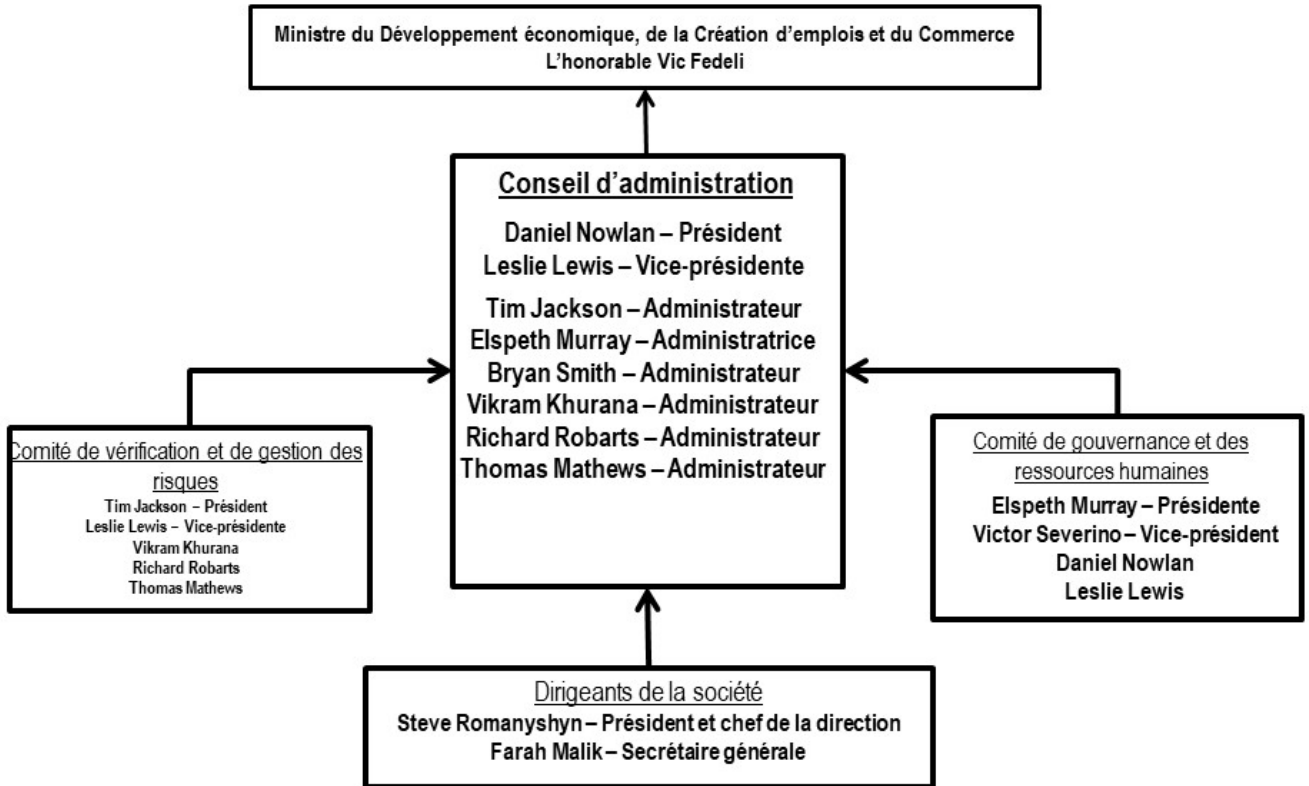 Ministre du Développement économique, de la Création d'emplois et du Commerce
L'honorable Vic Fedeli
Conseil d'administration
Daniel Nowlan – Président
Leslie Lewis – Vice-présidente
Tim Jackson – Administrateur
Elspeth Murray – Administratrice
Bryan Smith – Administrateur
Vikram Khurana – Administrateur
Richard Robarts – Administrateur
Thomas Mathews – Administrateur
Comité de vérification et de gestion des
risques
Tim Jackson – Président
Leslie Lewis – Vice-présidente
Vikram Khurana
Richard Robarts
Thomas Mathews
Comité de gouvernance et des
ressources humaines
Elspeth Murray – Présidente
Victor Severino – Vice-président
Daniel Nowlan
Leslie Lewis
Dirigeants de la société
Steve Romanyshyn – Président et chef de la direction
Farah Malik – Secrétaire générale